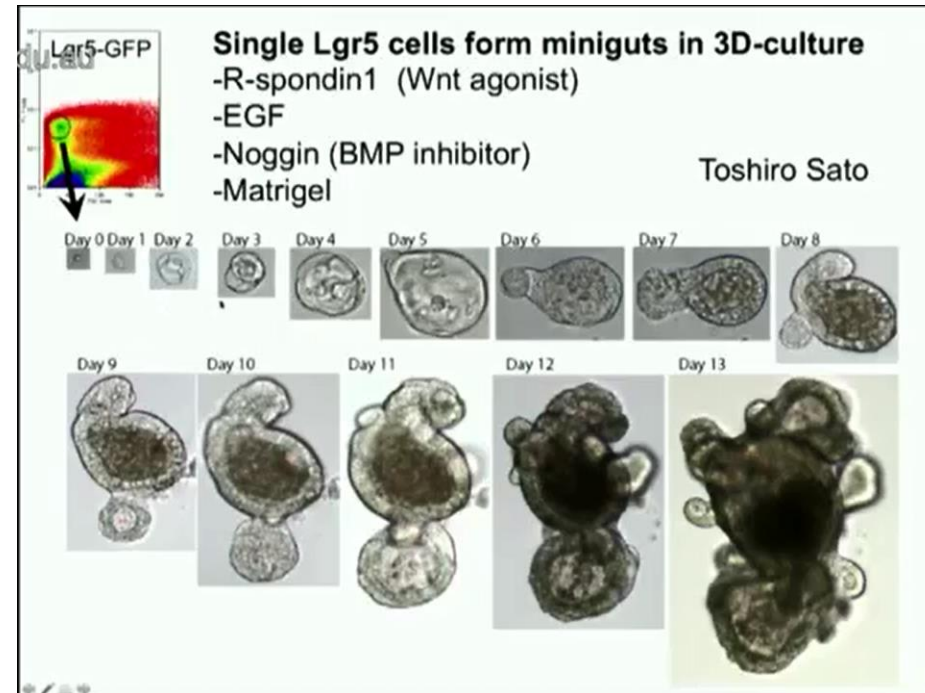 Lgr5-GFP
du.au
Single Lgr5 cells form miniguts in 3D-culture
-R-spondin1 (Wnt agonist)
-EGF
-Noggin (BMP inhibitor)
-Matrigel
Toshiro Sato
Day 0 Day 1 Day 2 Day 3 Day 4 Day 5 Day 6 Day 7 Day 8
Day 9 Day 10 Day 11 Day 12 Day 13